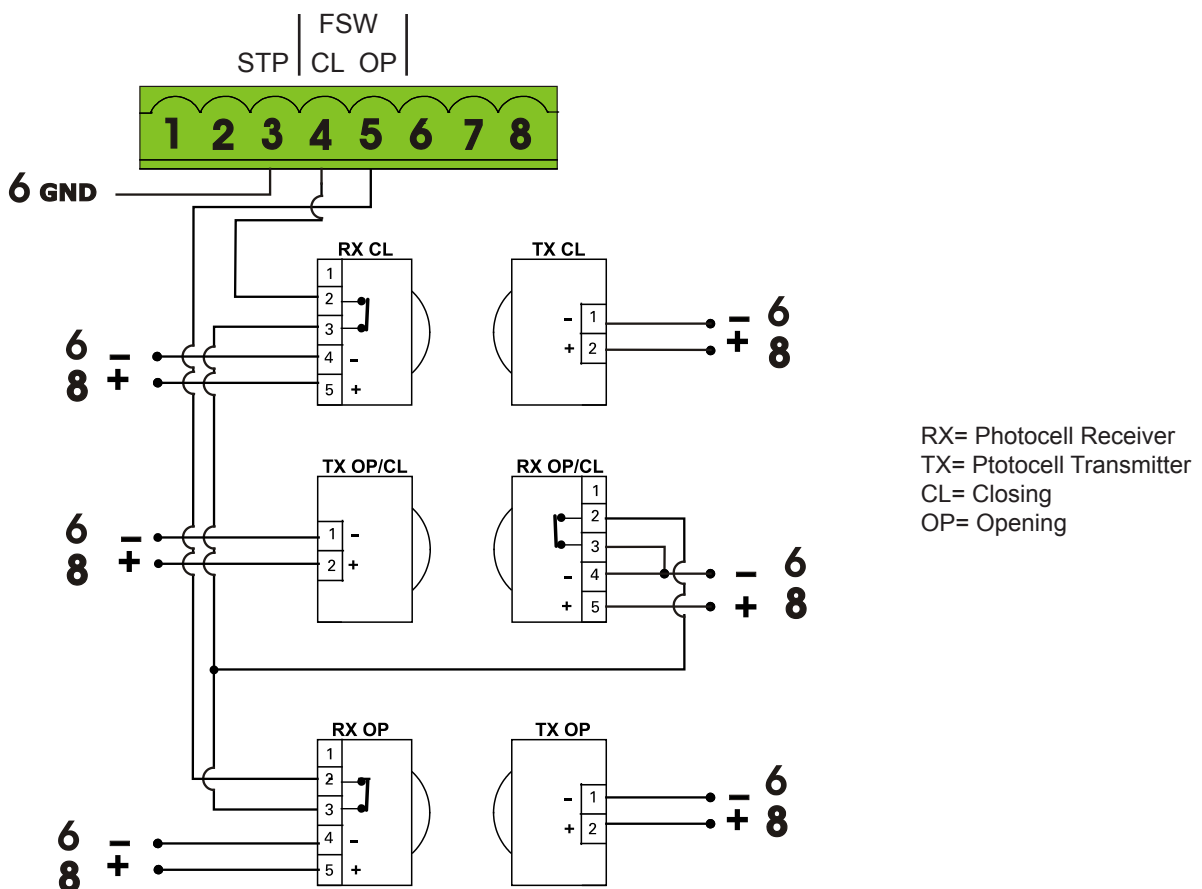 FSW
STP CL OP
1 2 3 4 5 6 7 8
6 GND
RX CL
TX CL
1
2
3
4 -
5 +
6 -
8 +
- 1
+ 2
- 6
+ 8
RX= Photocell Receiver
TX= Ptotocell Transmitter
CL= Closing
OP= Opening
TX OP/CL
RX OP/CL
6 -
8 +
1 -
2 +
1
2
3
- 4
+ 5
- 6
+ 8
RX OP
TX OP
1
2
3
4 -
5 +
6 -
8 +
- 1
+ 2
- 6
+ 8